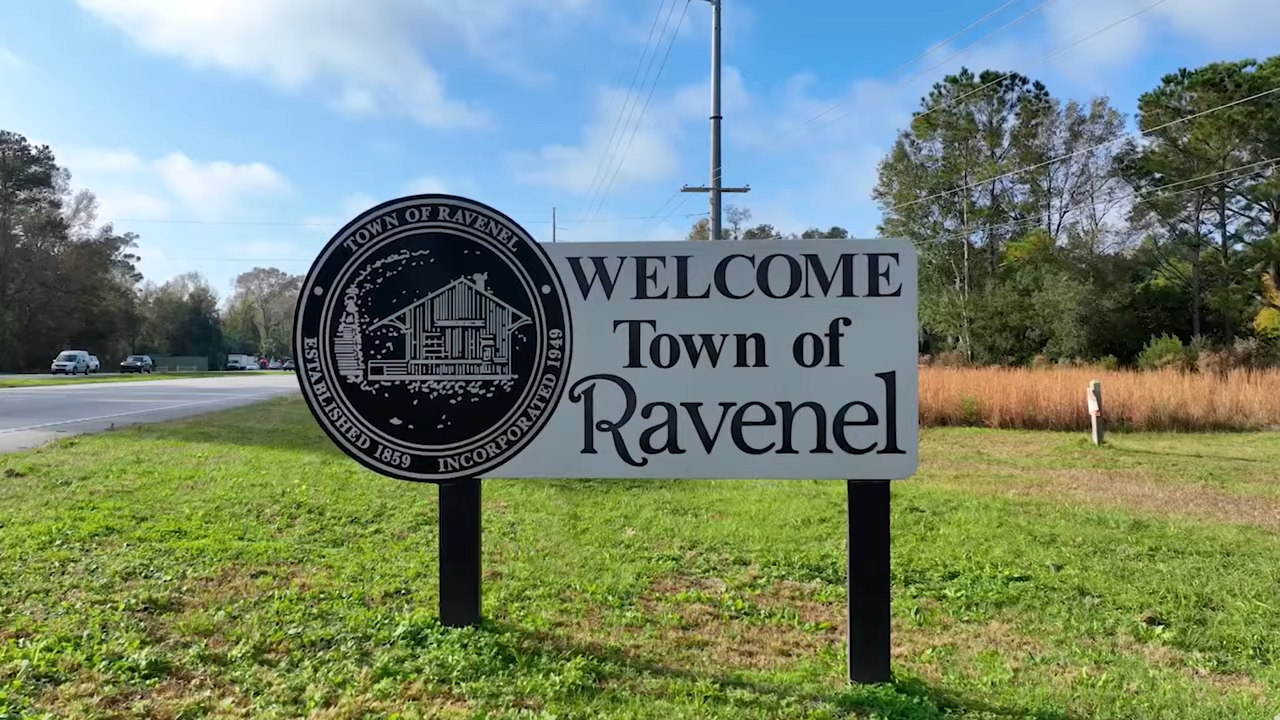 TOWN OF RAVENEL
ESTABLISHED 1859
INCORPORATED 1949
WELCOME
Town of
Ravenel